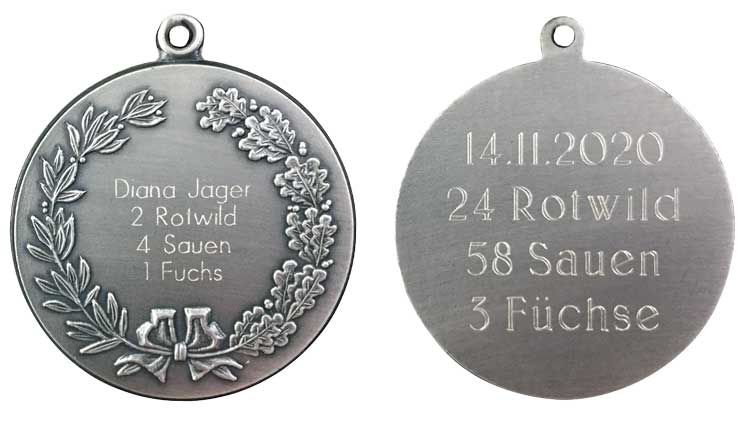 Diana Jager
2 Rotwild
4 Sauen
1 Fuchs
14.11.2020
24 Rotwild
58 Sauen
3 Füchse